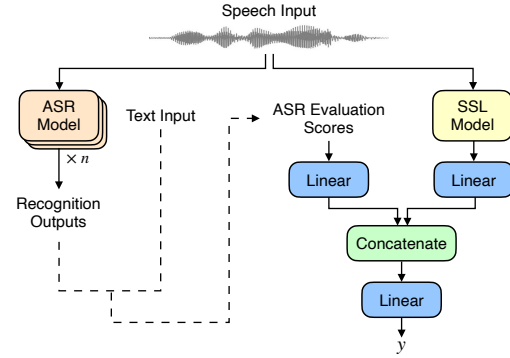 Speech Input
ASR
Model
× n
Text Input
ASR Evaluation
Scores
SSL
Model
Linear
Linear
Recognition
Outputs
Concatenate
Linear
y